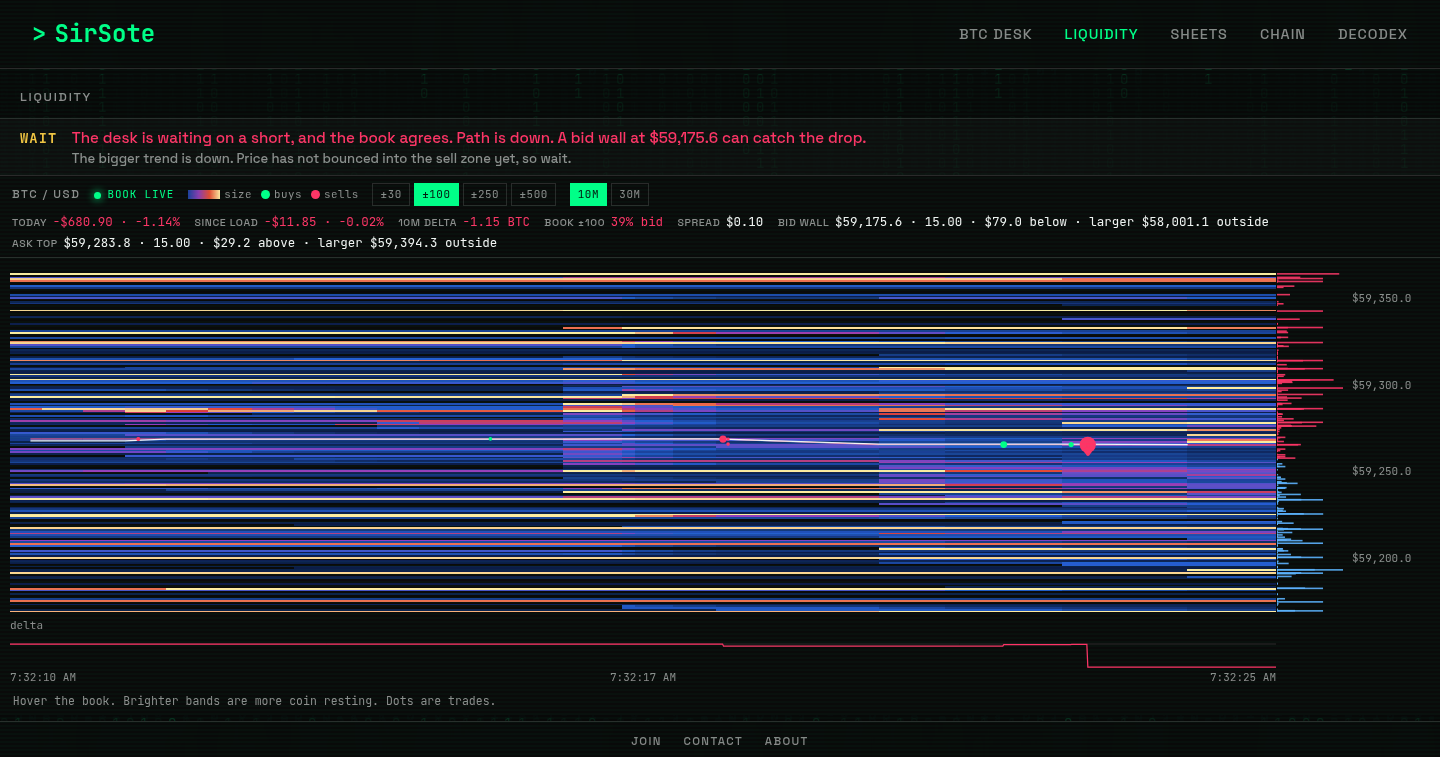 > SirSote
BTC DESK LIQUIDITY SHEETS CHAIN DECODEX
LIQUIDITY
WAIT The desk is waiting on a short, and the book agrees. Path is down. A bid wall at $59,175.6 can catch the drop.
The bigger trend is down. Price has not bounced into the sell zone yet, so wait.
BTC / USD BOOK LIVE size buys sells ±30 ±100 ±250 ±500 10M 30M
TODAY -$680.90 · -1.14% SINCE LOAD -$11.85 · -0.02% 10M DELTA -1.15 BTC BOOK ±100 39% bid SPREAD $0.10 BID WALL $59,175.6 · 15.00 · $79.0 below · larger $58,001.1 outside
ASK TOP $59,283.8 · 15.00 · $29.2 above · larger $59,394.3 outside
$59,350.0
$59,300.0
$59,250.0
$59,200.0
delta
7:32:10 AM 7:32:17 AM 7:32:25 AM
Hover the book. Brighter bands are more coin resting. Dots are trades.
JOIN CONTACT ABOUT